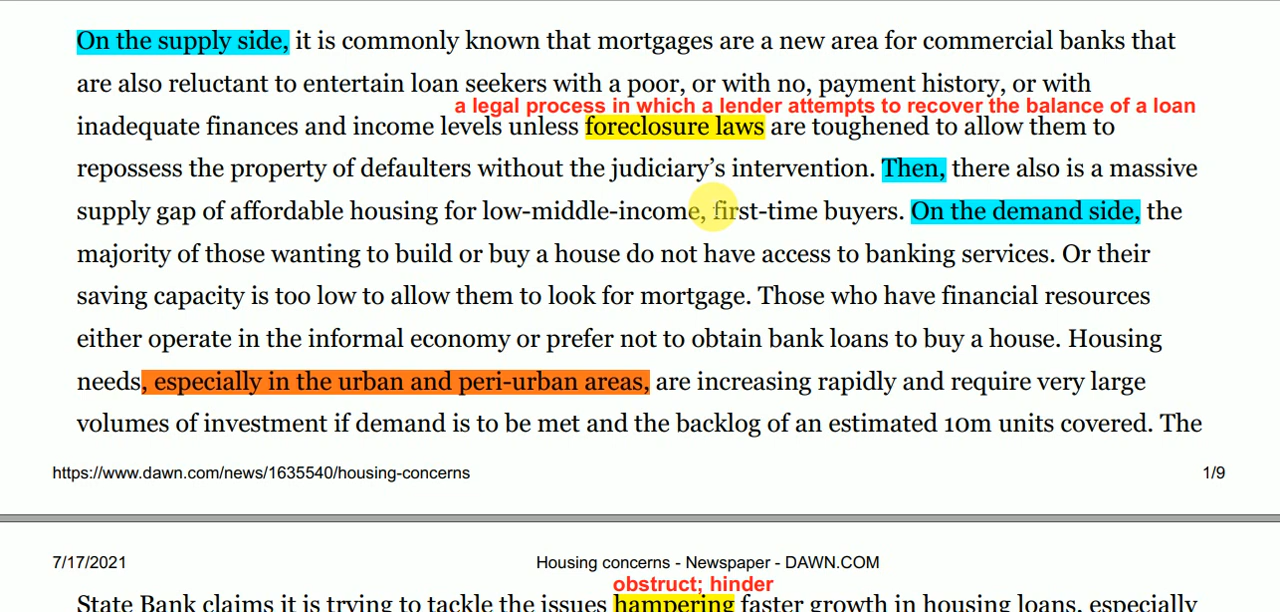 On the supply side, it is commonly known that mortgages are a new area for commercial banks that
are also reluctant to entertain loan seekers with a poor, or with no, payment history, or with
a legal process in which a lender attempts to recover the balance of a loan
inadequate finances and income levels unless foreclosure laws are toughened to allow them to
repossess the property of defaulters without the judiciary’s intervention. Then, there also is a massive
supply gap of affordable housing for low-middle-income, first-time buyers. On the demand side, the
majority of those wanting to build or buy a house do not have access to banking services. Or their
saving capacity is too low to allow them to look for mortgage. Those who have financial resources
either operate in the informal economy or prefer not to obtain bank loans to buy a house. Housing
needs, especially in the urban and peri-urban areas, are increasing rapidly and require very large
volumes of investment if demand is to be met and the backlog of an estimated 10m units covered. The
https://www.dawn.com/news/1635540/housing-concerns 1/9
7/17/2021 Housing concerns - Newspaper - DAWN.COM
obstruct; hinder
State Bank claims it is trying to tackle the issues hampering faster growth in housing loans, especially